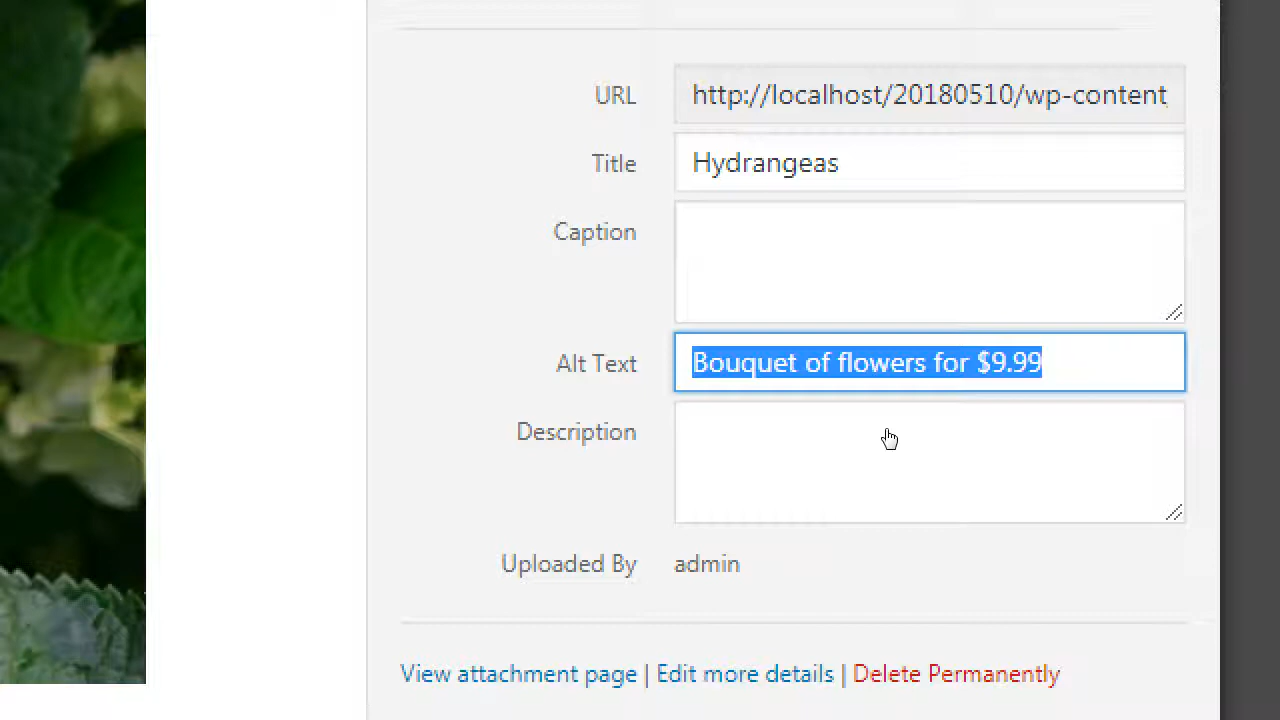 URL http://localhost/20180510/wp-content
Title Hydrangeas
Caption
Alt Text Bouquet of flowers for $9.99
Description
Uploaded By admin
View attachment page | Edit more details | Delete Permanently